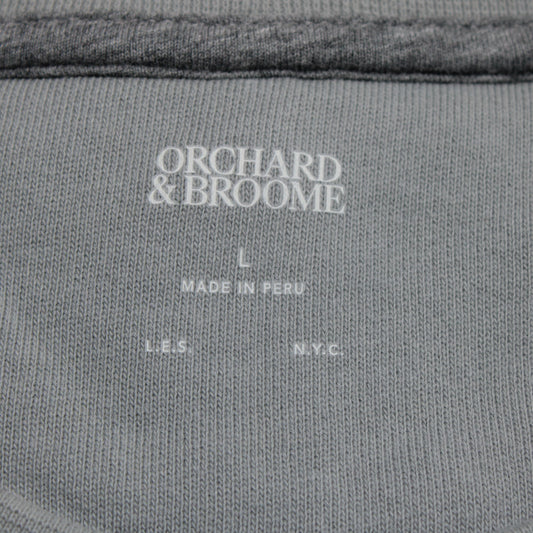 ORCHARD
& BROOME
L
MADE IN PERU
L.E.S. N.Y.C.